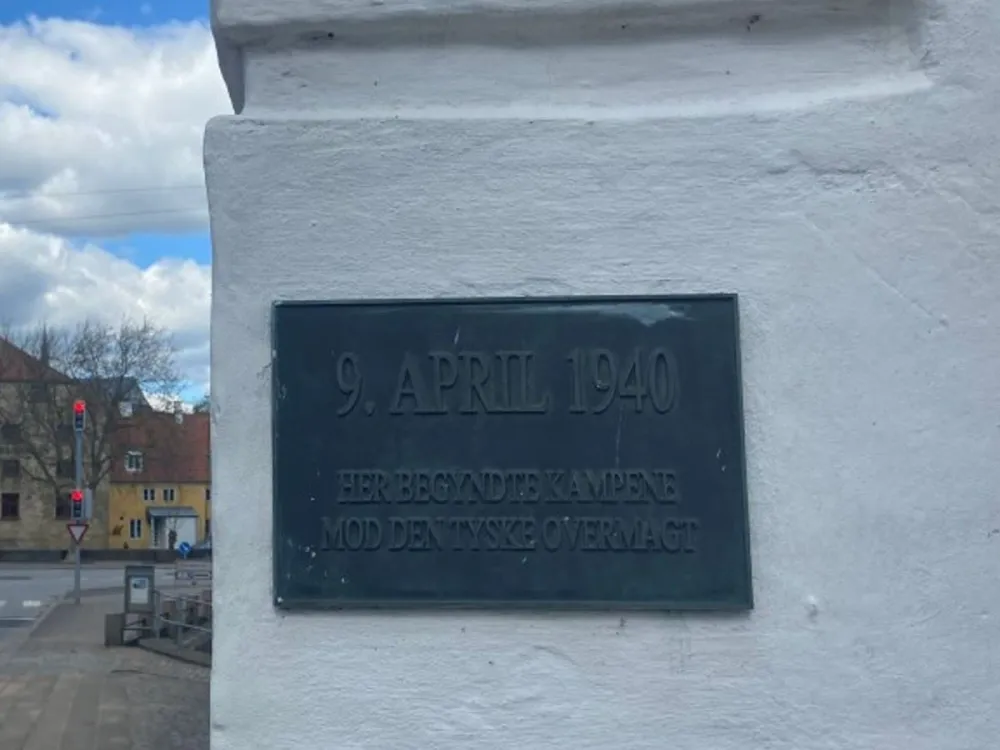 9. APRIL 1940
HER BEGYNDTE KAMPENE
MOD DEN TYSKE OVERMAGT